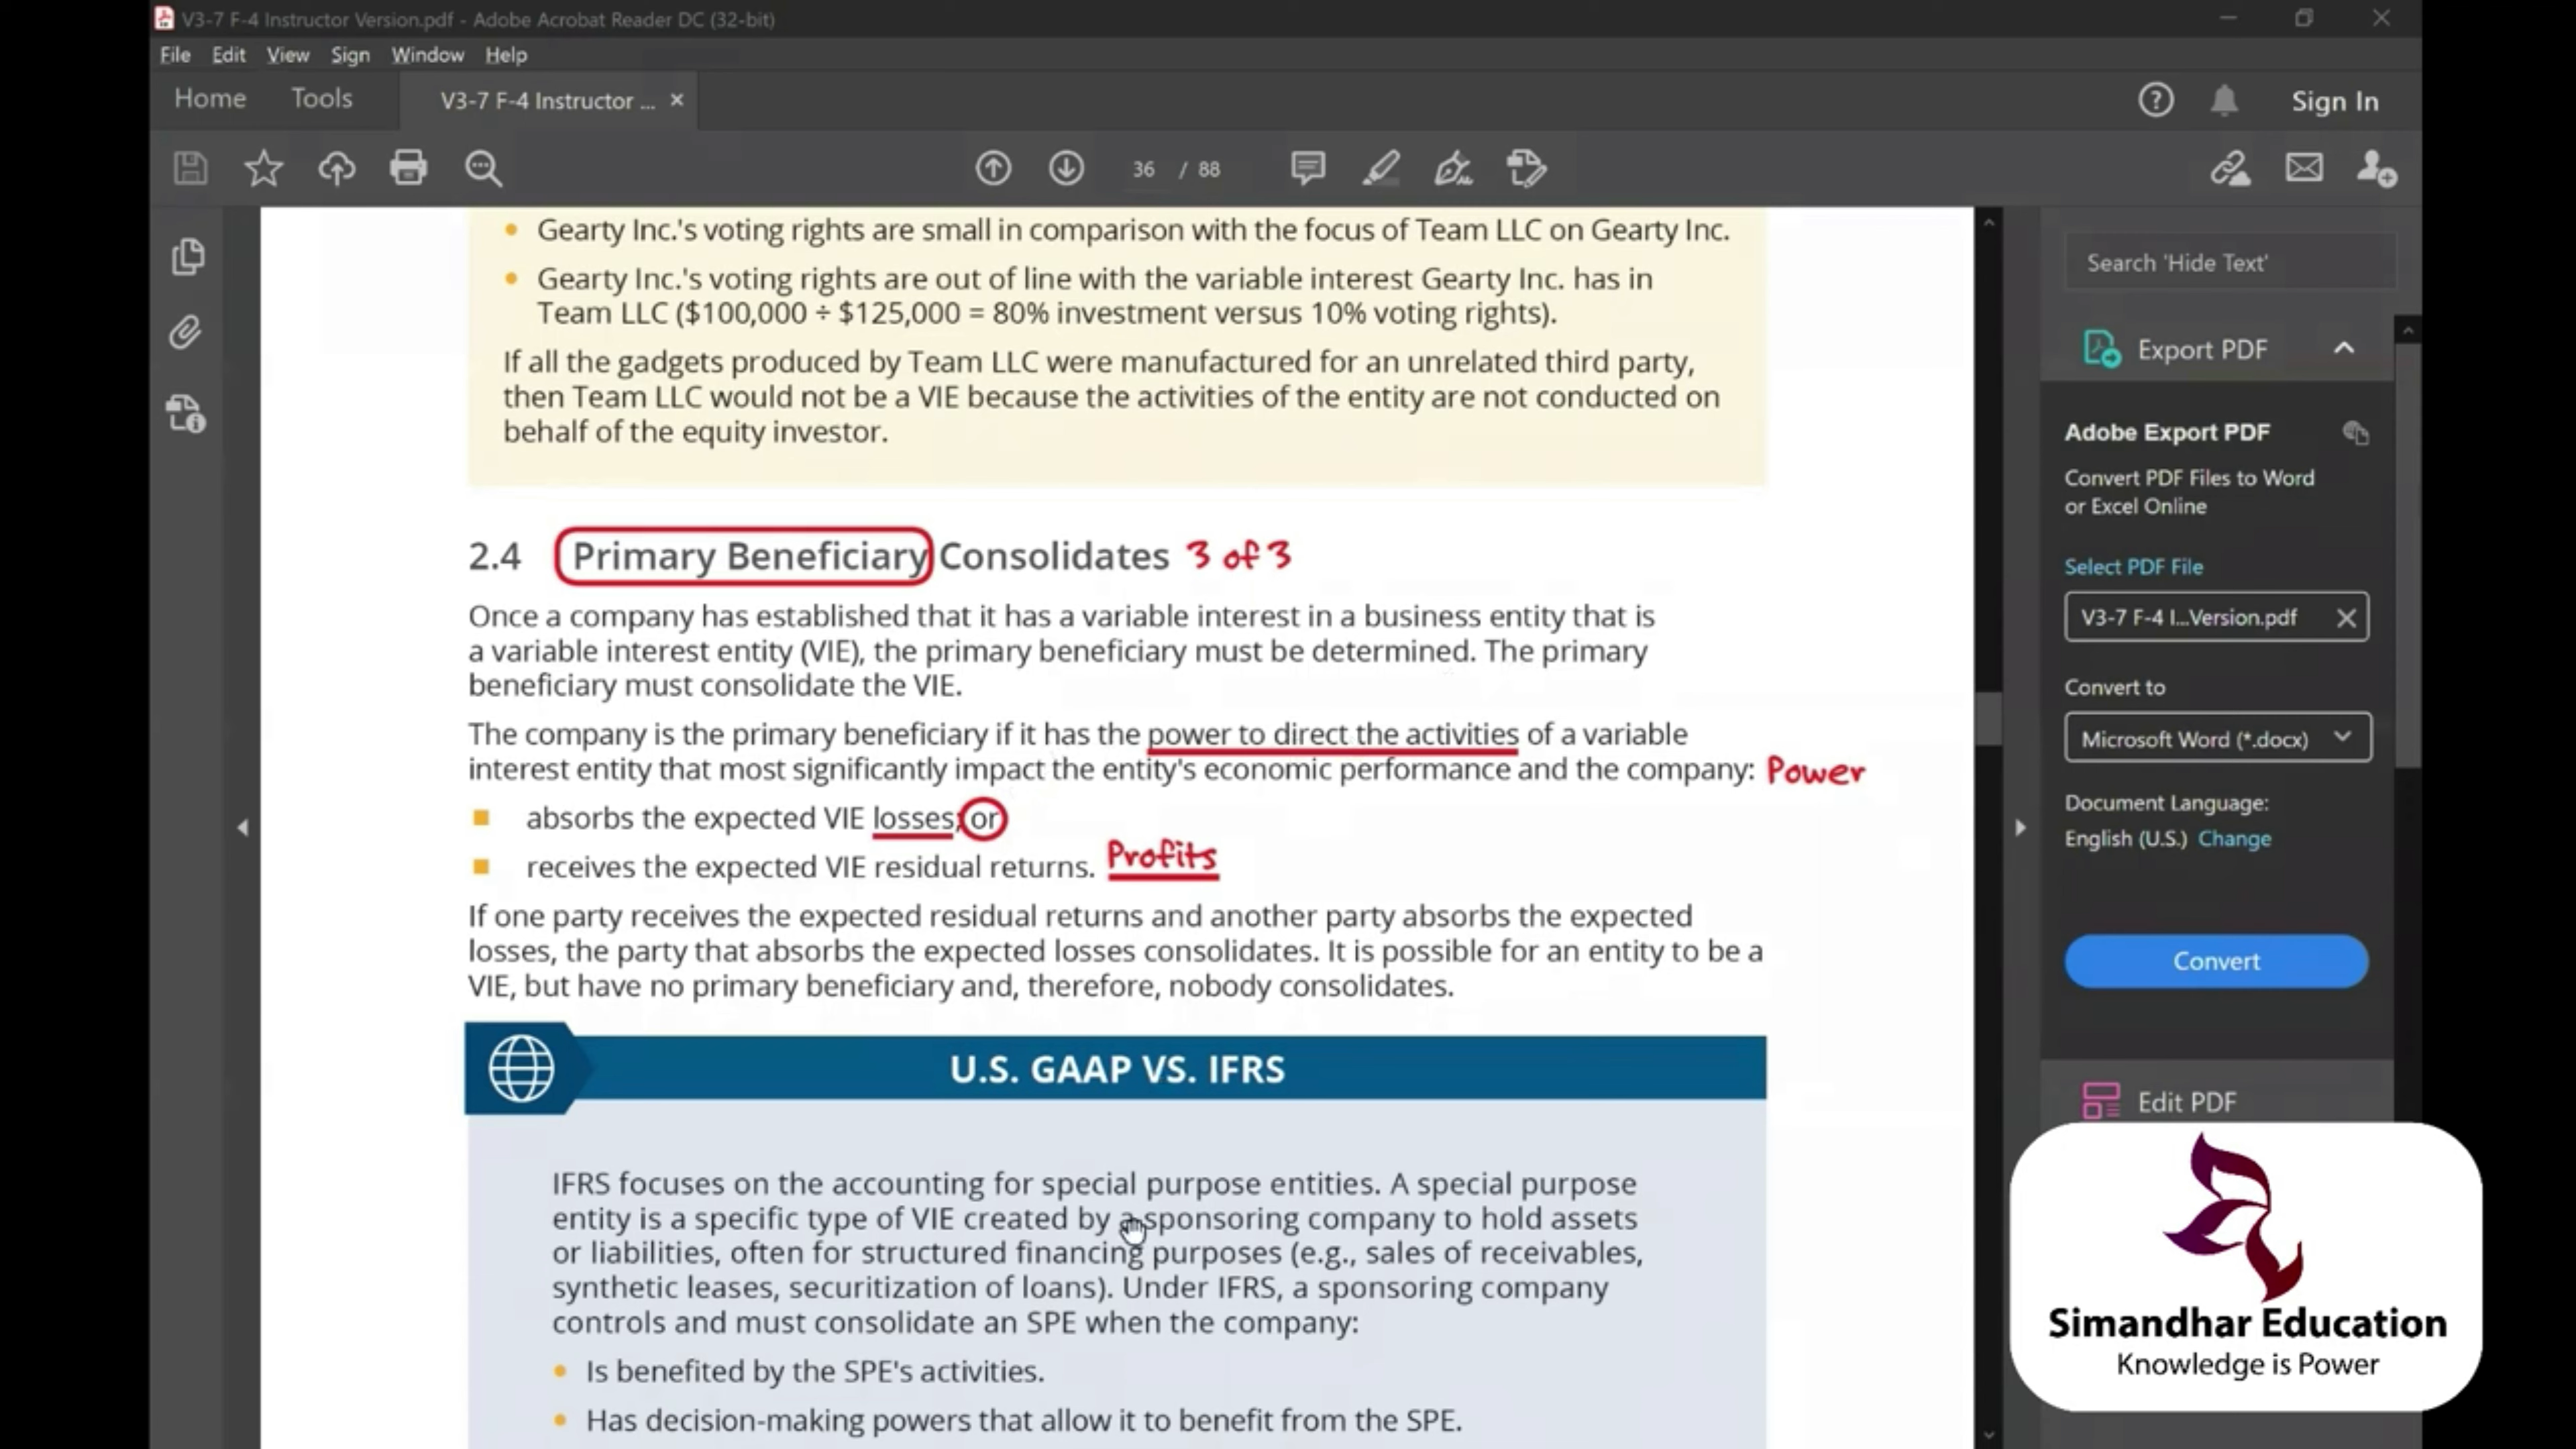 V3-7 F-4 Instructor Version.pdf - Adobe Acrobat Reader DC (32-bit)
File Edit View Sign Window Help
Home Tools V3-7 F-4 Instructor ... × Sign In
36 / 88
Gearty Inc.'s voting rights are small in comparison with the focus of Team LLC on Gearty Inc.
Gearty Inc.'s voting rights are out of line with the variable interest Gearty Inc. has in
Team LLC ($100,000 ÷ $125,000 = 80% investment versus 10% voting rights).
If all the gadgets produced by Team LLC were manufactured for an unrelated third party,
then Team LLC would not be a VIE because the activities of the entity are not conducted on
behalf of the equity investor.
2.4 Primary Beneficiary Consolidates 3 of 3
Once a company has established that it has a variable interest in a business entity that is
a variable interest entity (VIE), the primary beneficiary must be determined. The primary
beneficiary must consolidate the VIE.
The company is the primary beneficiary if it has the power to direct the activities of a variable
interest entity that most significantly impact the entity's economic performance and the company: Power
absorbs the expected VIE losses; or
receives the expected VIE residual returns. Profits
If one party receives the expected residual returns and another party absorbs the expected
losses, the party that absorbs the expected losses consolidates. It is possible for an entity to be a
VIE, but have no primary beneficiary and, therefore, nobody consolidates.
U.S. GAAP VS. IFRS
IFRS focuses on the accounting for special purpose entities. A special purpose
entity is a specific type of VIE created by a sponsoring company to hold assets
or liabilities, often for structured financing purposes (e.g., sales of receivables,
synthetic leases, securitization of loans). Under IFRS, a sponsoring company
controls and must consolidate an SPE when the company:
Is benefited by the SPE's activities.
Has decision-making powers that allow it to benefit from the SPE.
Search 'Hide Text'
Export PDF
Adobe Export PDF
Convert PDF Files to Word
or Excel Online
Select PDF File
V3-7 F-4 I...Version.pdf
Convert to
Microsoft Word (*.docx)
Document Language:
English (U.S.) Change
Convert
Edit PDF
Simandhar Education
Knowledge is Power